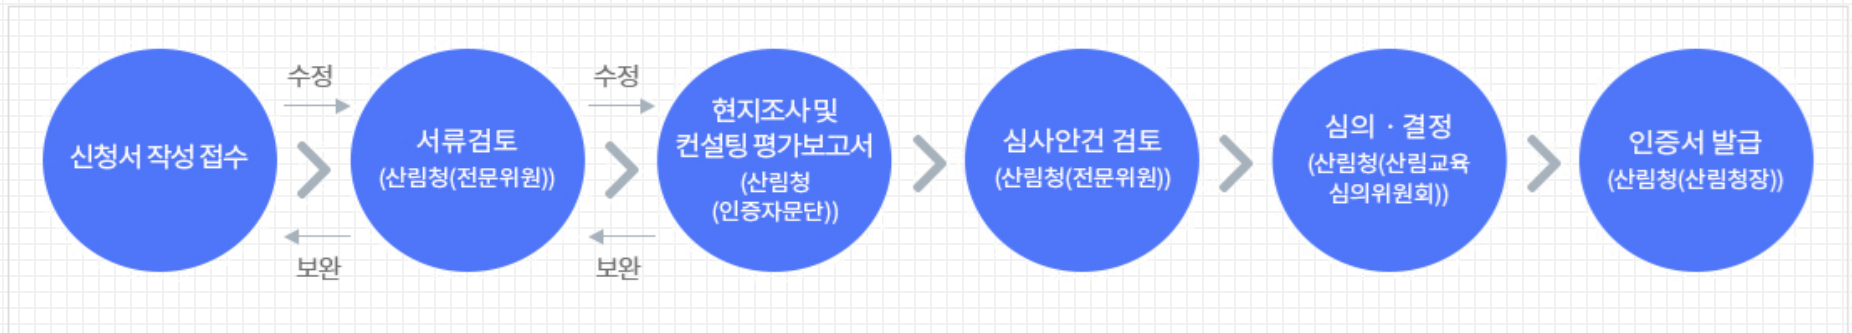 신청서 작성 접수
수정
보완
서류검토
(산림청(전문위원))
수정
보완
현지조사 및
컨설팅 평가보고서
(산림청
(인증자문단))
심사안건 검토
(산림청(전문위원))
심의 · 결정
(산림청(산림교육
심의위원회))
인증서 발급
(산림청(산림청장))